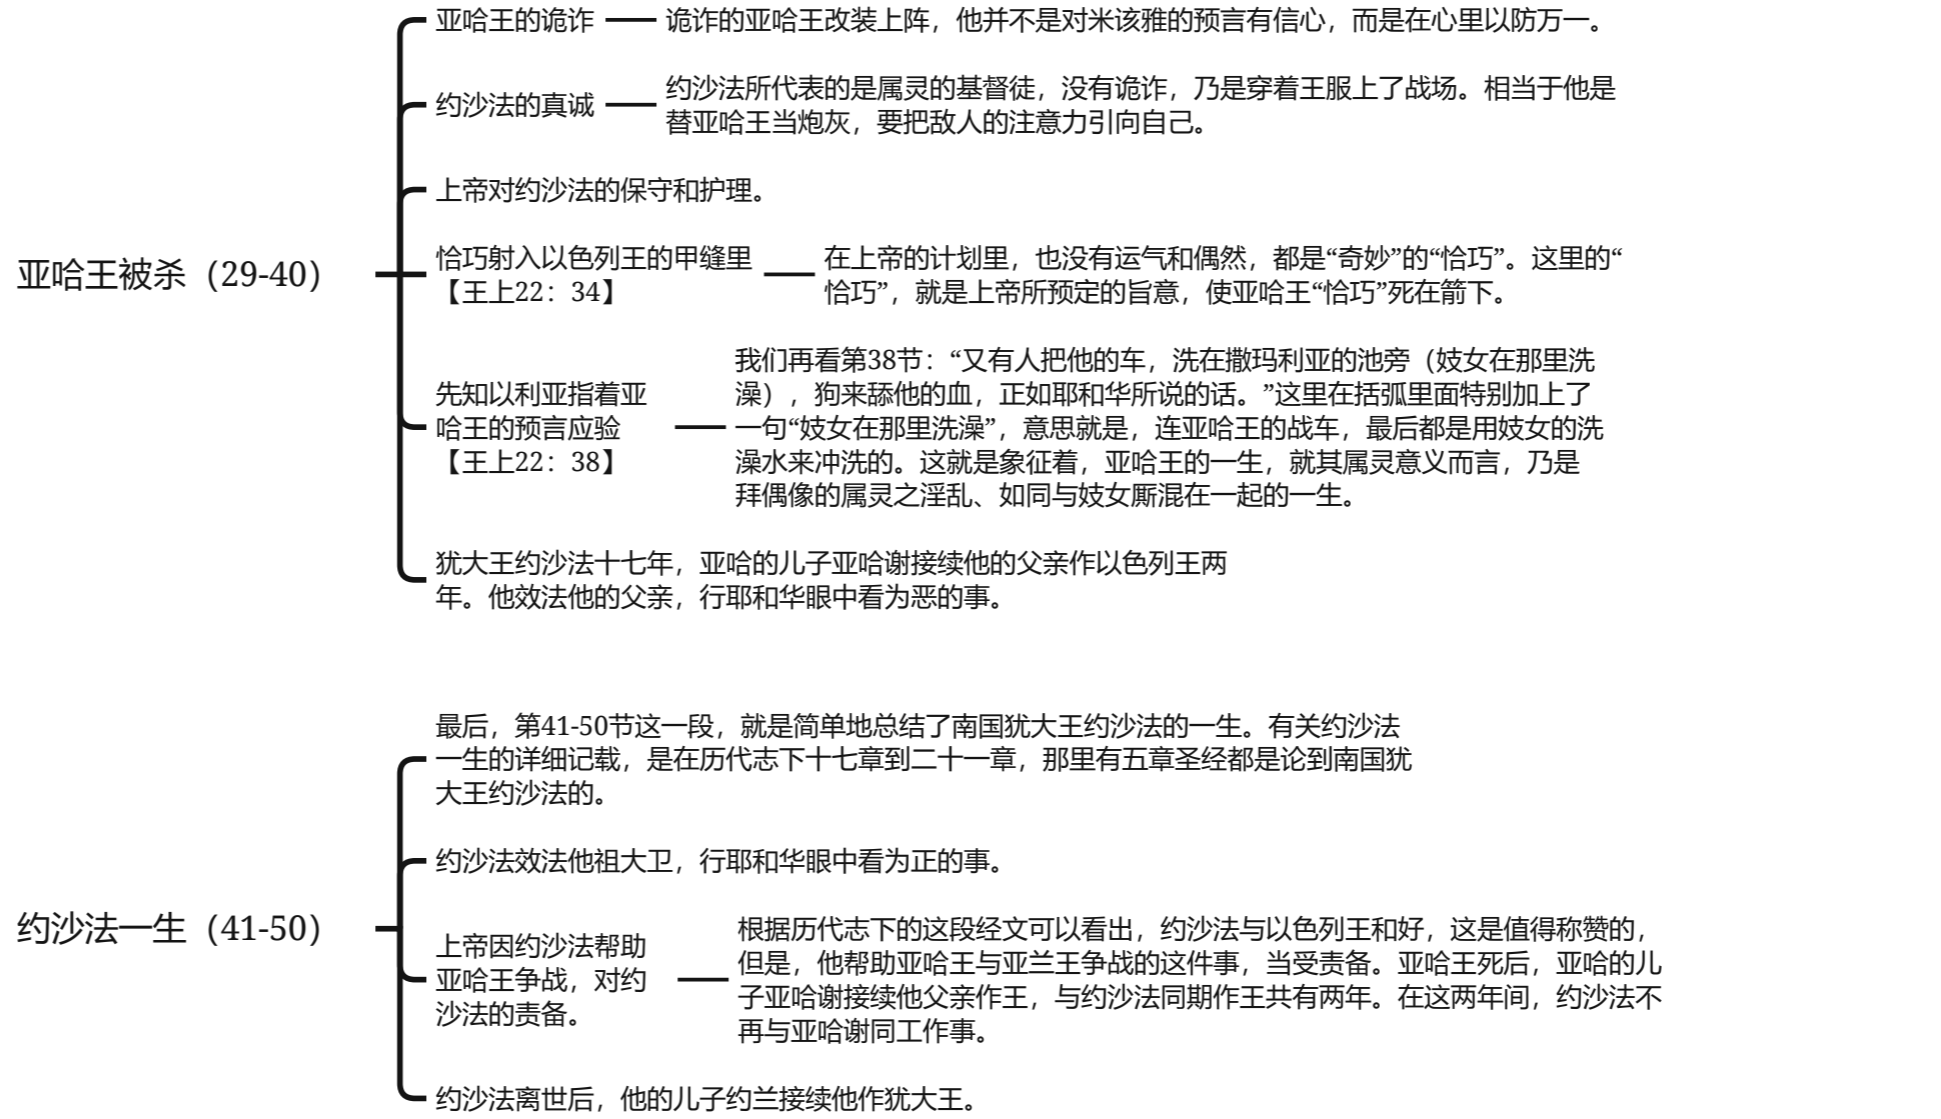 亚哈王被杀（29-40）
亚哈王的诡诈
诡诈的亚哈王改装上阵，他并不是对米该雅的预言有信心，而是在心里以防万一。
约沙法的真诚
约沙法所代表的是属灵的基督徒，没有诡诈，乃是穿着王服上了战场。相当于他是
替亚哈王当炮灰，要把敌人的注意力引向自己。
上帝对约沙法的保守和护理。
恰巧射入以色列王的甲缝里
【王上22：34】
在上帝的计划里，也没有运气和偶然，都是“奇妙”的“恰巧”。这里的“
恰巧”，就是上帝所预定的旨意，使亚哈王“恰巧”死在箭下。
先知以利亚指着亚
哈王的预言应验
【王上22：38】
我们再看第38节：“又有人把他的车，洗在撒玛利亚的池旁（妓女在那里洗
澡），狗来舔他的血，正如耶和华所说的话。”这里在括弧里面特别加上了
一句“妓女在那里洗澡”，意思就是，连亚哈王的战车，最后都是用妓女的洗
澡水来冲洗的。这就是象征着，亚哈王的一生，就其属灵意义而言，乃是
拜偶像的属灵之淫乱、如同与妓女厮混在一起的一生。
犹大王约沙法十七年，亚哈的儿子亚哈谢接续他的父亲作以色列王两
年。他效法他的父亲，行耶和华眼中看为恶的事。
约沙法一生（41-50）
最后，第41-50节这一段，就是简单地总结了南国犹大王约沙法的一生。有关约沙法
一生的详细记载，是在历代志下十七章到二十一章，那里有五章圣经都是论到南国犹
大王约沙法的。
约沙法效法他祖大卫，行耶和华眼中看为正的事。
上帝因约沙法帮助
亚哈王争战，对约
沙法的责备。
根据历代志下的这段经文可以看出，约沙法与以色列王和好，这是值得称赞的，
但是，他帮助亚哈王与亚兰王争战的这件事，当受责备。亚哈王死后，亚哈的儿
子亚哈谢接续他父亲作王，与约沙法同期作王共有两年。在这两年间，约沙法不
再与亚哈谢同工作事。
约沙法离世后，他的儿子约兰接续他作犹大王。